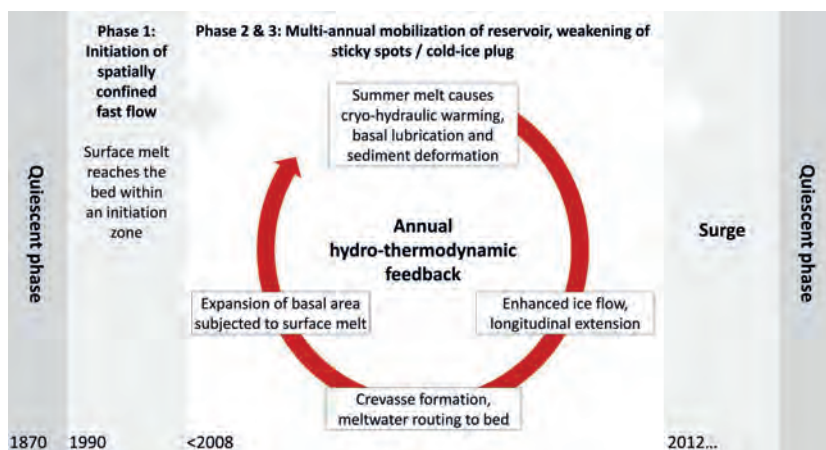 Quiescent phase
Phase 1:
Initiation of
spatially
confined
fast flow
Surface melt
reaches the
bed within
an initiation
zone
Phase 2 & 3: Multi-annual mobilization of reservoir, weakening of
sticky spots / cold-ice plug
Summer melt causes
cryo-hydraulic warming,
basal lubrication and
sediment deformation
Annual
hydro-thermodynamic
feedback
Expansion of basal area
subjected to surface melt
Enhanced ice flow,
longitudinal extension
Crevasse formation,
meltwater routing to bed
Surge
Quiescent phase
1870
1990
<2008
2012...